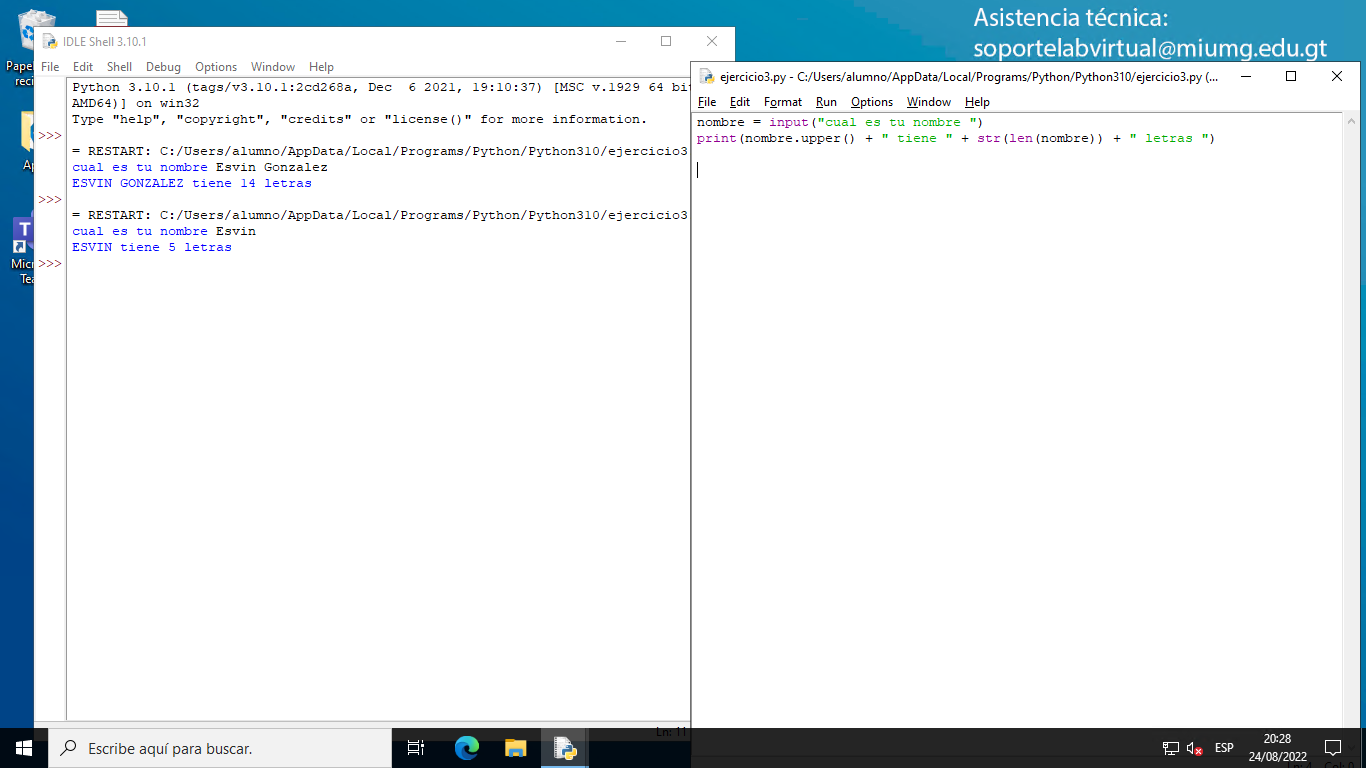 Asistencia técnica:
soportelabvirtual@miumg.edu.gt
IDLE Shell 3.10.1
File Edit Shell Debug Options Window Help
Python 3.10.1 (tags/v3.10.1:2cd268a, Dec  6 2021, 19:10:37) [MSC v.1929 64 bit
AMD64)] on win32
Type "help", "copyright", "credits" or "license()" for more information.
>>>
= RESTART: C:/Users/alumno/AppData/Local/Programs/Python/Python310/ejercicio3
cual es tu nombre Esvin Gonzalez
ESVIN GONZALEZ tiene 14 letras
>>>
= RESTART: C:/Users/alumno/AppData/Local/Programs/Python/Python310/ejercicio3
cual es tu nombre Esvin
ESVIN tiene 5 letras
>>>
Ln: 11
ejercicio3.py - C:/Users/alumno/AppData/Local/Programs/Python/Python310/ejercicio3.py (...
File Edit Format Run Options Window Help
nombre = input("cual es tu nombre ")
print(nombre.upper() + " tiene " + str(len(nombre)) + " letras ")
Pape
reci
Ap
Micr
Tea
Escribe aquí para buscar.
ESP
20:28
24/08/2022